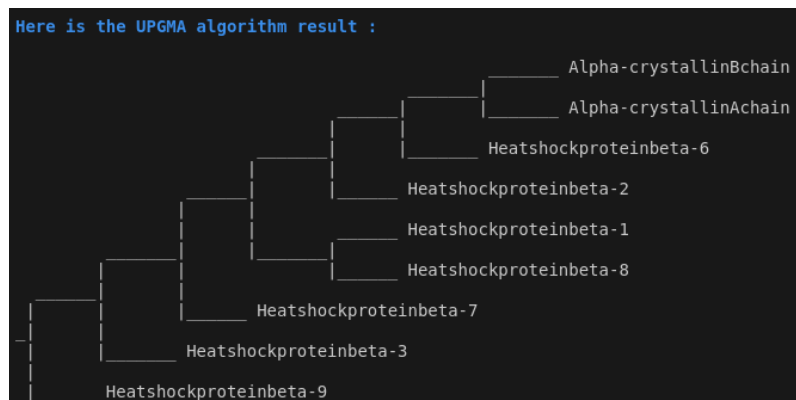 Here is the UPGMA algorithm result :
Alpha-crystallinBchain
Alpha-crystallinAchain
Heatshockproteinbeta-6
Heatshockproteinbeta-2
Heatshockproteinbeta-1
Heatshockproteinbeta-8
Heatshockproteinbeta-7
Heatshockproteinbeta-3
Heatshockproteinbeta-9